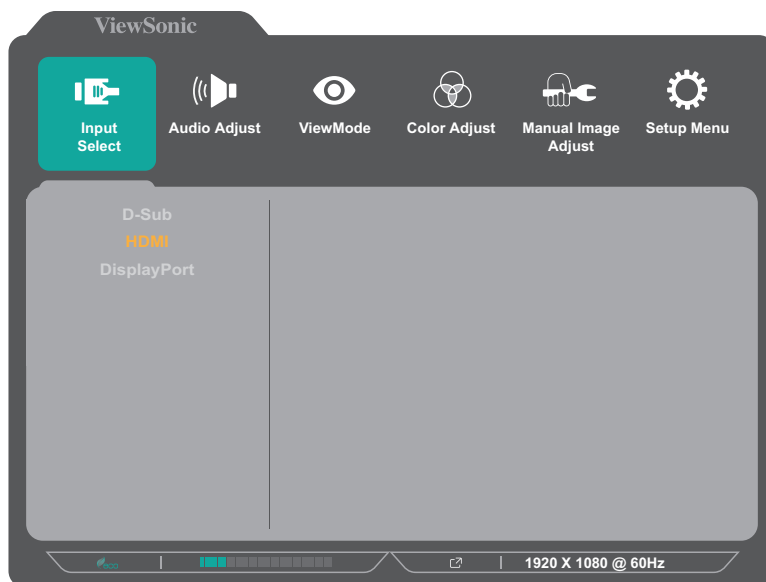 ViewSonic
Input
Select
Audio Adjust
ViewMode
Color Adjust
Manual Image
Adjust
Setup Menu
D-Sub
HDMI
DisplayPort
eco
1920 X 1080 @ 60Hz